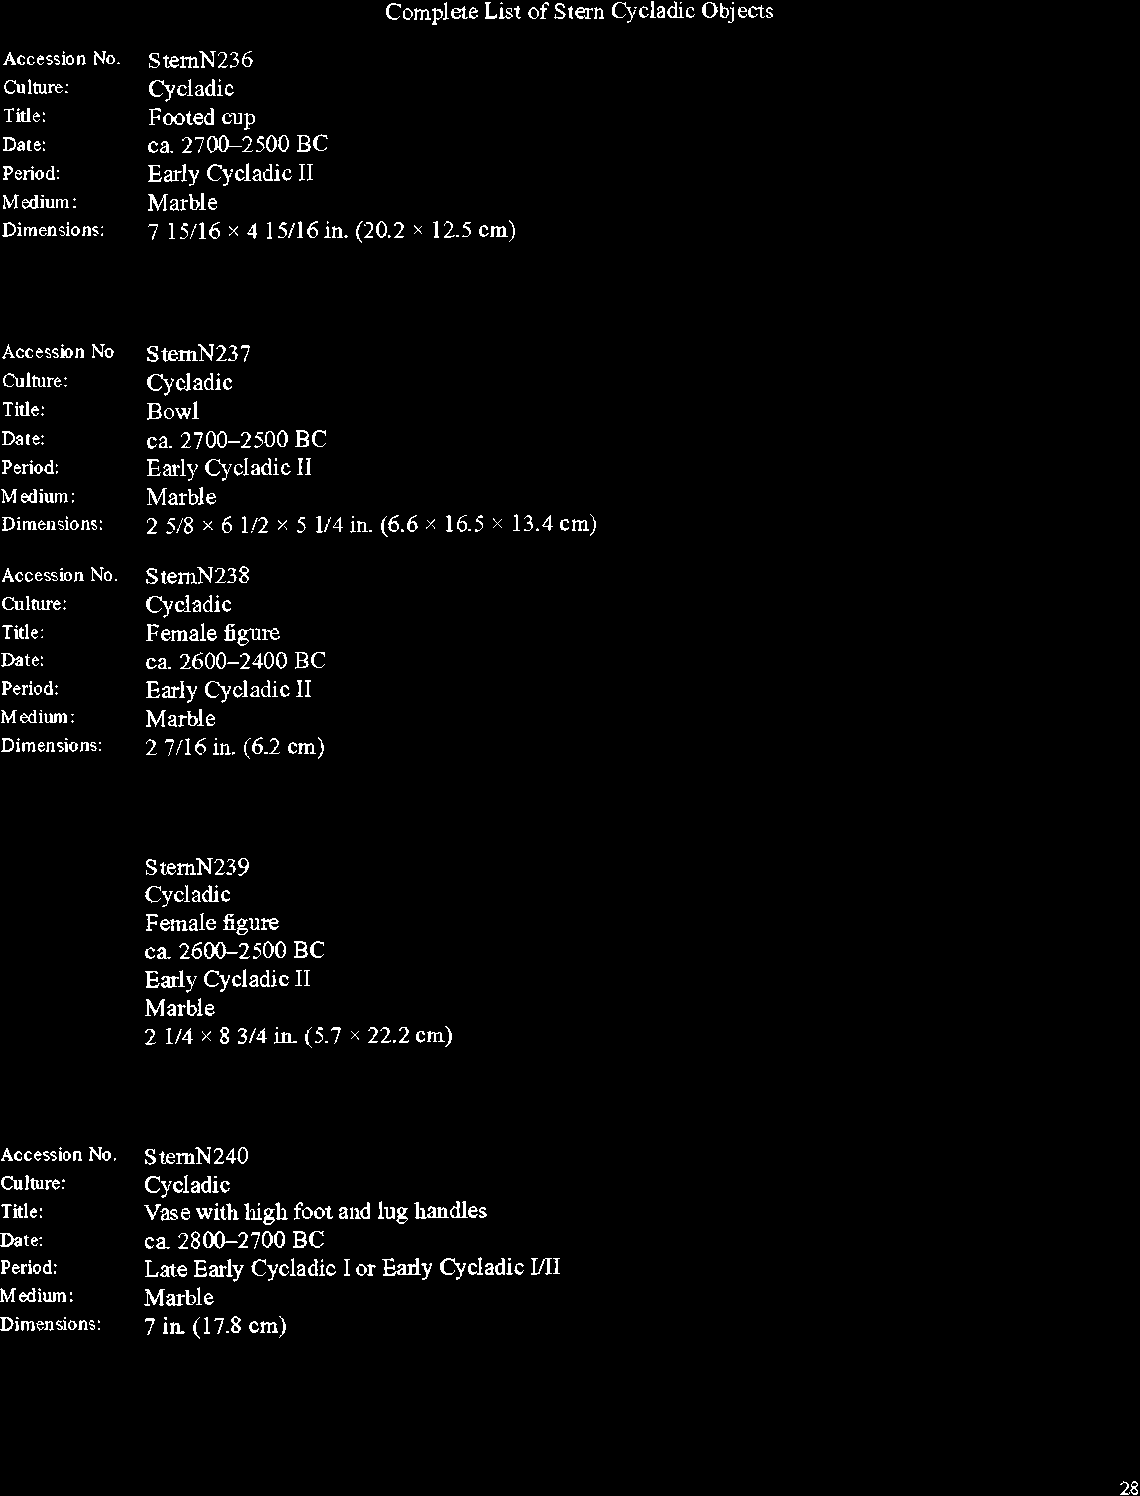 Complete List of Stern Cycladic Objects
Accession No. SternN236
Culture: Cycladic
Title: Footed cup
Date: ca. 2700–2500 BC
Period: Early Cycladic II
Medium: Marble
Dimensions: 7 15/16 × 4 15/16 in. (20.2 × 12.5 cm)
Accession No SternN237
Culture: Cycladic
Title: Bowl
Date: ca. 2700–2500 BC
Period: Early Cycladic II
Medium: Marble
Dimensions: 2 5/8 × 6 1/2 × 5 1/4 in. (6.6 × 16.5 × 13.4 cm)
Accession No. SternN238
Culture: Cycladic
Title: Female figure
Date: ca. 2600–2400 BC
Period: Early Cycladic II
Medium: Marble
Dimensions: 2 7/16 in. (6.2 cm)
SternN239
Cycladic
Female figure
ca. 2600–2500 BC
Early Cycladic II
Marble
2 1/4 × 8 3/4 in. (5.7 × 22.2 cm)
Accession No. SternN240
Culture: Cycladic
Title: Vase with high foot and lug handles
Date: ca. 2800–2700 BC
Period: Late Early Cycladic I or Early Cycladic I/II
Medium: Marble
Dimensions: 7 in. (17.8 cm)
28